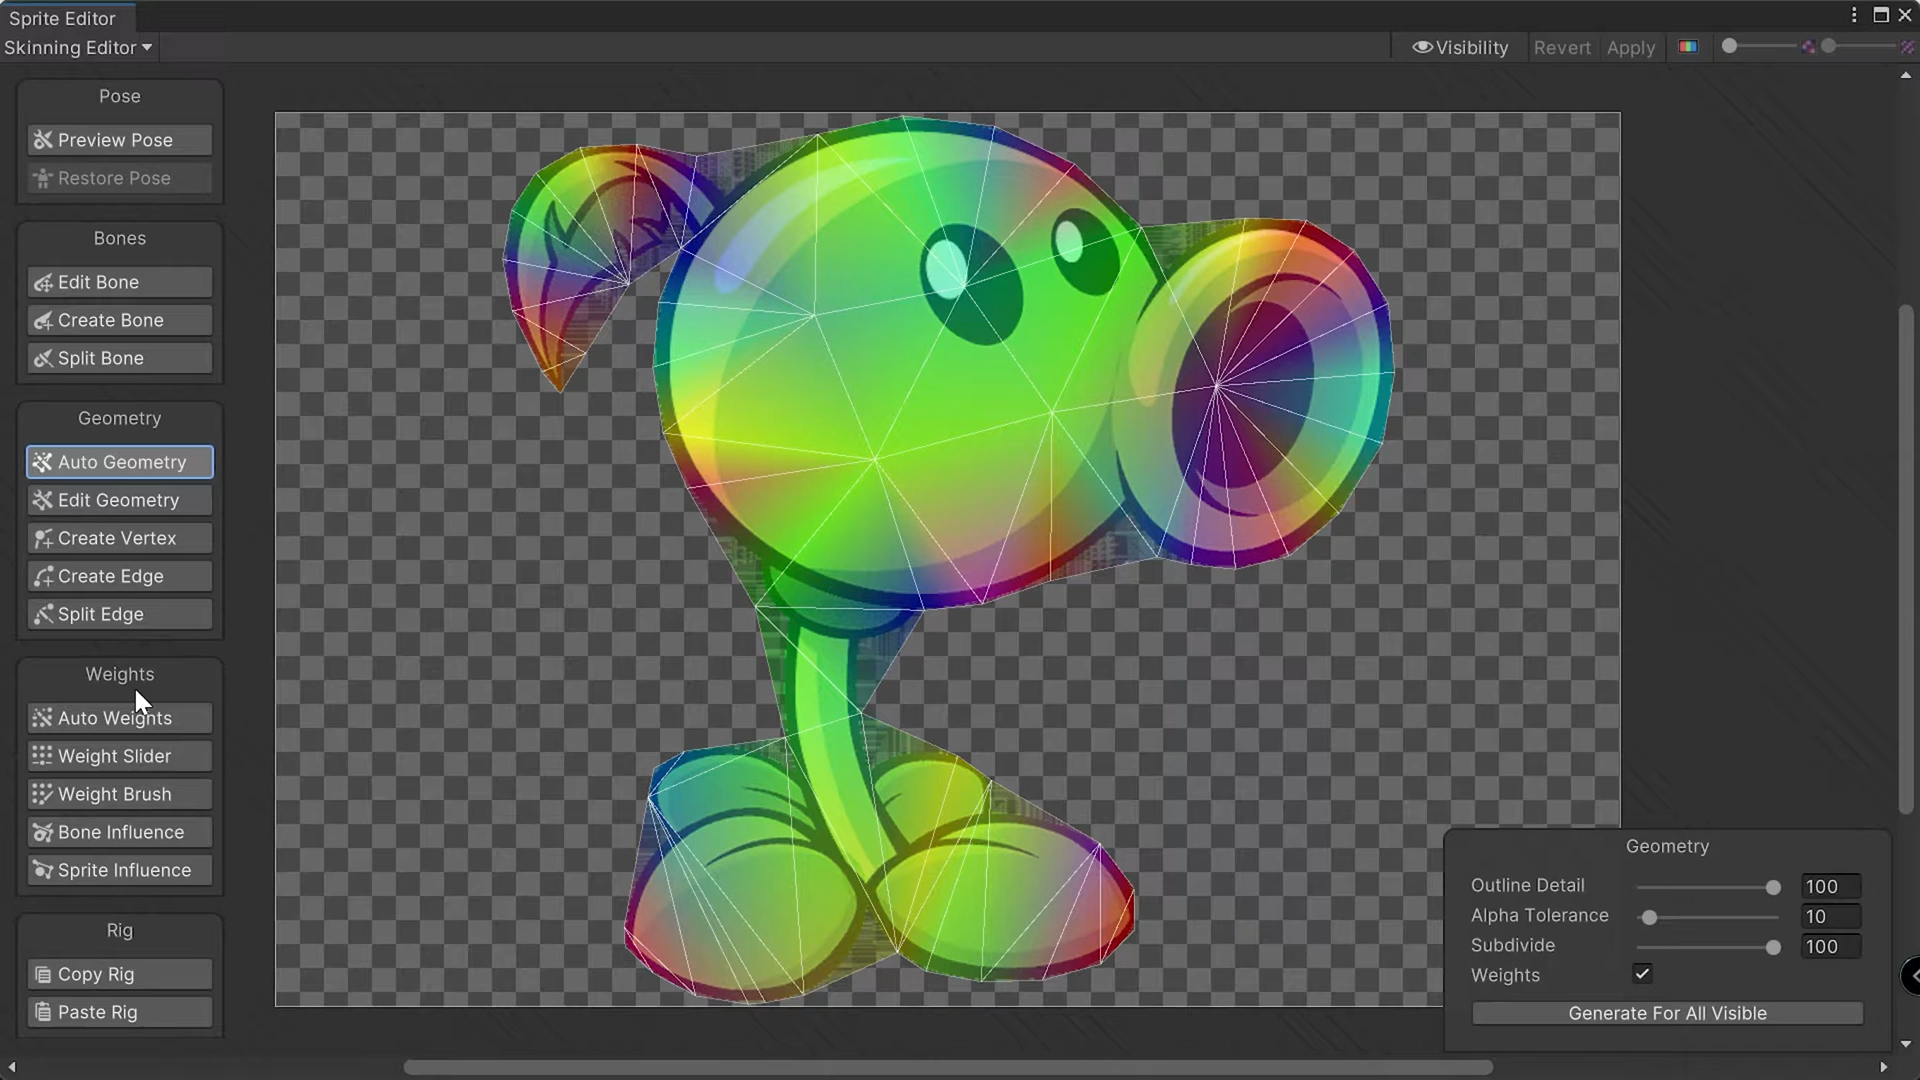 Sprite Editor
Skinning Editor
Visibility
Revert
Apply
Pose
Preview Pose
Restore Pose
Bones
Edit Bone
Create Bone
Split Bone
Geometry
Auto Geometry
Edit Geometry
Create Vertex
Create Edge
Split Edge
Weights
Auto Weights
Weight Slider
Weight Brush
Bone Influence
Sprite Influence
Rig
Copy Rig
Paste Rig
Geometry
Outline Detail 100
Alpha Tolerance 10
Subdivide 100
Weights
Generate For All Visible